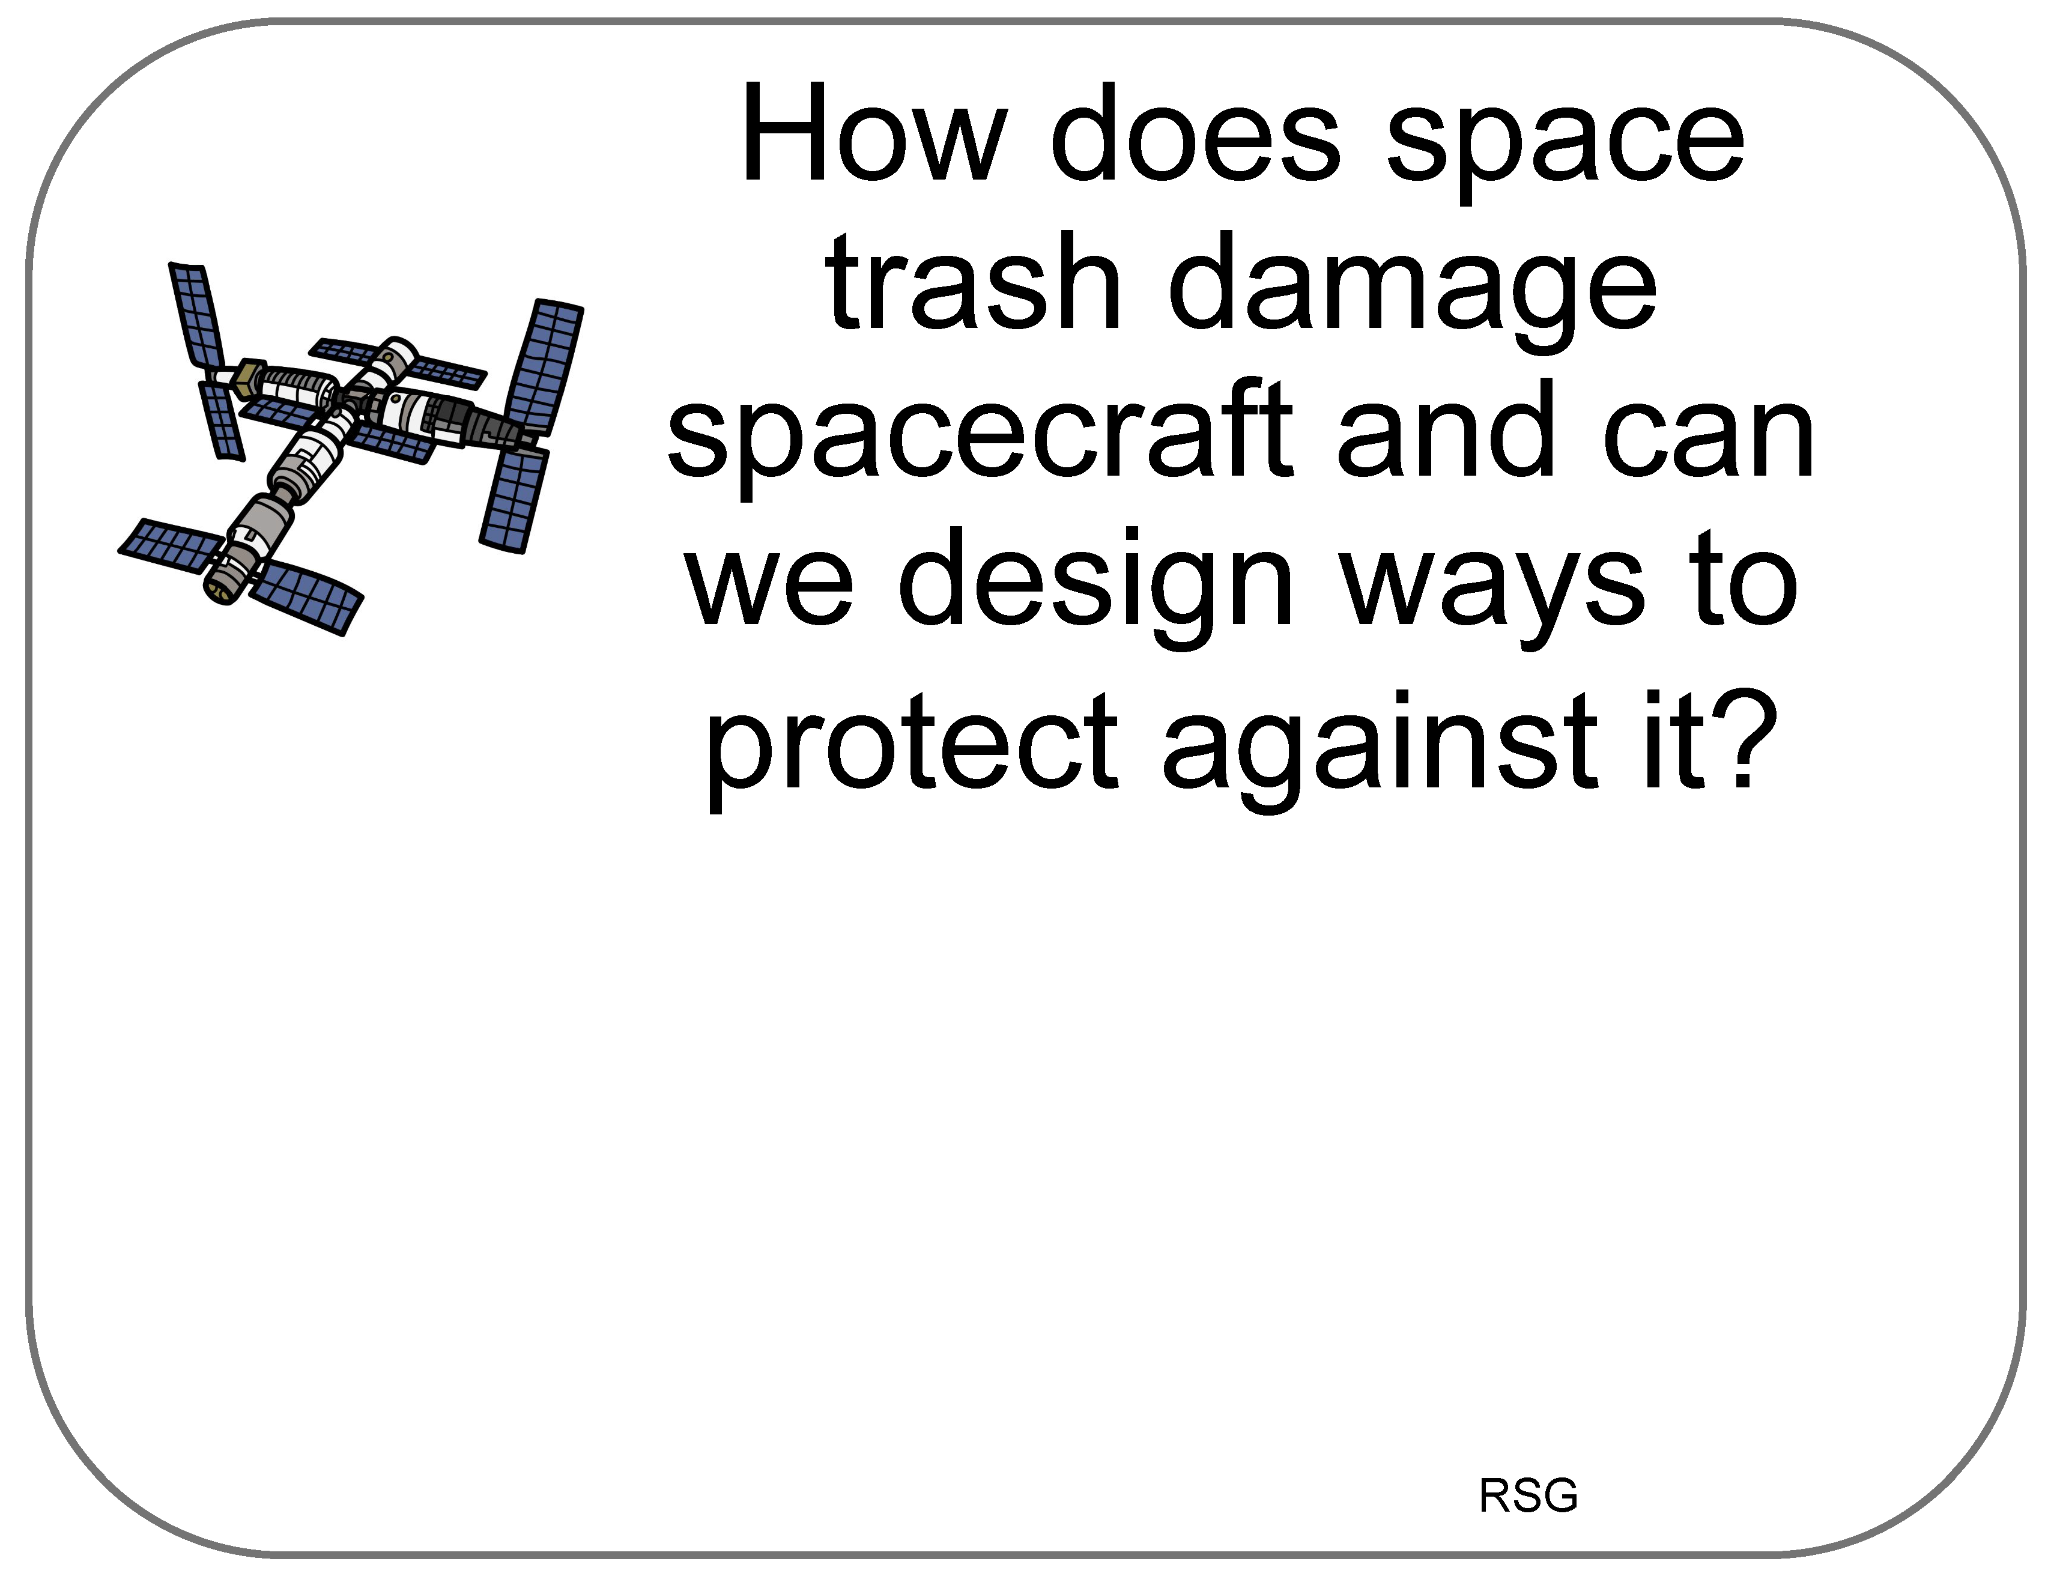 How does space
trash damage
spacecraft and can
we design ways to
protect against it?
RSG